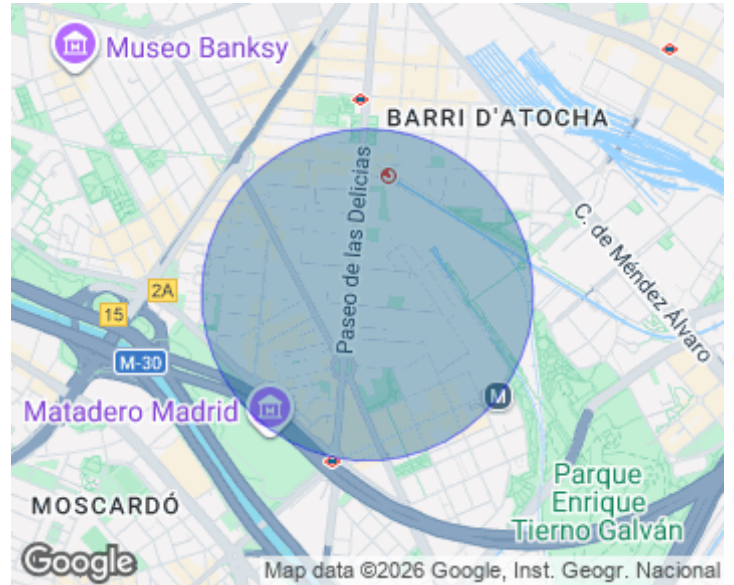 Museo Banksy
BARRI D'ATOCHA
Paseo de las Delicias
C. de Méndez Álvaro
2A
15
M-30
Matadero Madrid
M
Parque
Enrique
Tierno Galván
MOSCARDÓ
Google
Map data ©2026 Google, Inst. Geogr. Nacional